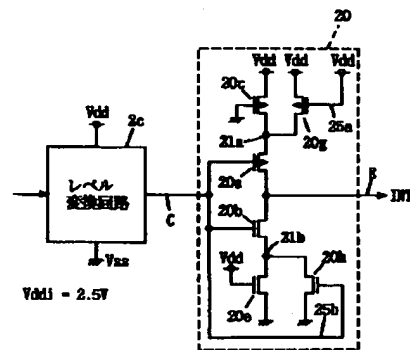 20
Vdd Vdd Vdd
20c
Vdd
2c
25a
20g
21a
レベル
変換回路
20a
E
INT
C
20b
21b
Vss
Vdd
20h
Vddi = 2.5V
20e
25b